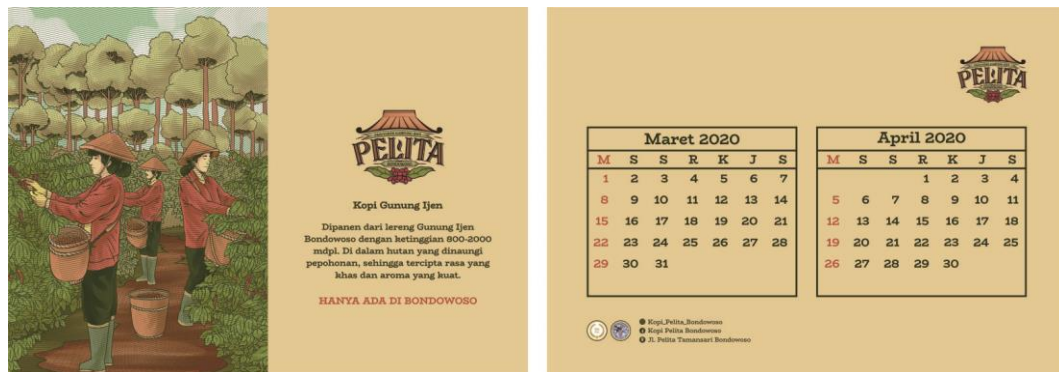 PELITA
Kopi Gunung Ijen
Dipanen dari lereng Gunung Ijen
Bondowoso dengan ketinggian 800-2000
mdpl. Di dalam hutan yang dinaungi
pepohonan, sehingga tercipta rasa yang
khas dan aroma yang kuat.
HANYA ADA DI BONDOWOSO
PELITA
Maret 2020
M S S R K J S
1 2 3 4 5 6 7
8 9 10 11 12 13 14
15 16 17 18 19 20 21
22 23 24 25 26 27 28
29 30 31
April 2020
M S S R K J S
1 2 3 4
5 6 7 8 9 10 11
12 13 14 15 16 17 18
19 20 21 22 23 24 25
26 27 28 29 30
Kopi_Pelita_Bondowoso
Kopi Pelita Bondowoso
Jl. Pelita Tamansari Bondowoso